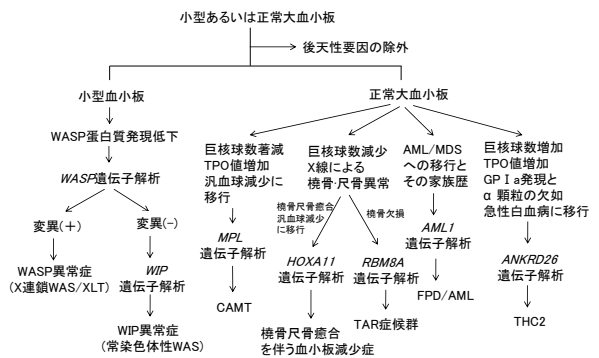 小型あるいは正常大血小板
後天性要因の除外
小型血小板
正常大血小板
WASP蛋白質発現低下
WASP遺伝子解析
変異(+)
変異(-)
WASP異常症
(X連鎖WAS/XLT)
WIP
遺伝子解析
WIP異常症
(常染色体性WAS)
巨核球数著減
TPO値増加
汎血球減少に
移行
MPL
遺伝子解析
CAMT
巨核球数減少
X線による
橈骨・尺骨異常
橈骨尺骨癒合
汎血球減少
に移行
橈骨欠損
HOXA11
遺伝子解析
RBM8A
遺伝子解析
橈骨尺骨癒合
を伴う血小板減少症
TAR症候群
AML/MDS
への移行と
その家族歴
AML1
遺伝子解析
FPD/AML
巨核球数増加
TPO値増加
GPⅠa発現と
α 顆粒の欠如
急性白血病に移行
ANKRD26
遺伝子解析
THC2